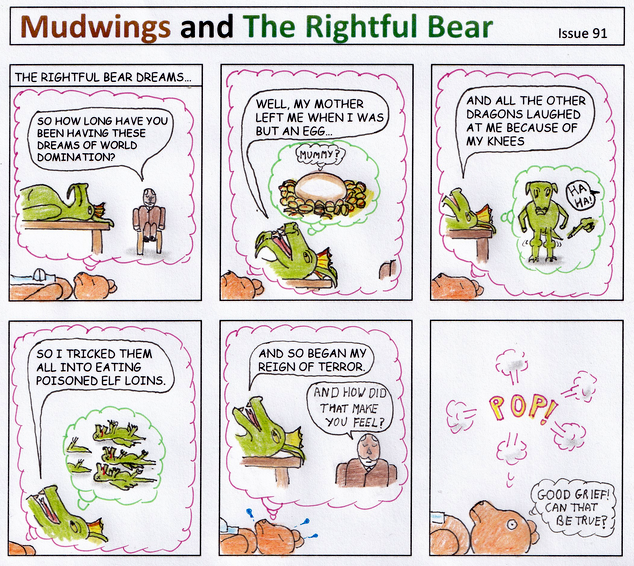 Mudwings and The Rightful Bear
Issue 91
THE RIGHTFUL BEAR DREAMS...
SO HOW LONG HAVE YOU
BEEN HAVING THESE
DREAMS OF WORLD
DOMINATION?
WELL, MY MOTHER
LEFT ME WHEN I WAS
BUT AN EGG...
MUMMY?
AND ALL THE OTHER
DRAGONS LAUGHED
AT ME BECAUSE OF
MY KNEES
HA
HA!
SO I TRICKED THEM
ALL INTO EATING
POISONED ELF LOINS.
AND SO BEGAN MY
REIGN OF TERROR.
AND HOW DID
THAT MAKE
YOU FEEL?
POP!
GOOD GRIEF!
CAN THAT
BE TRUE?